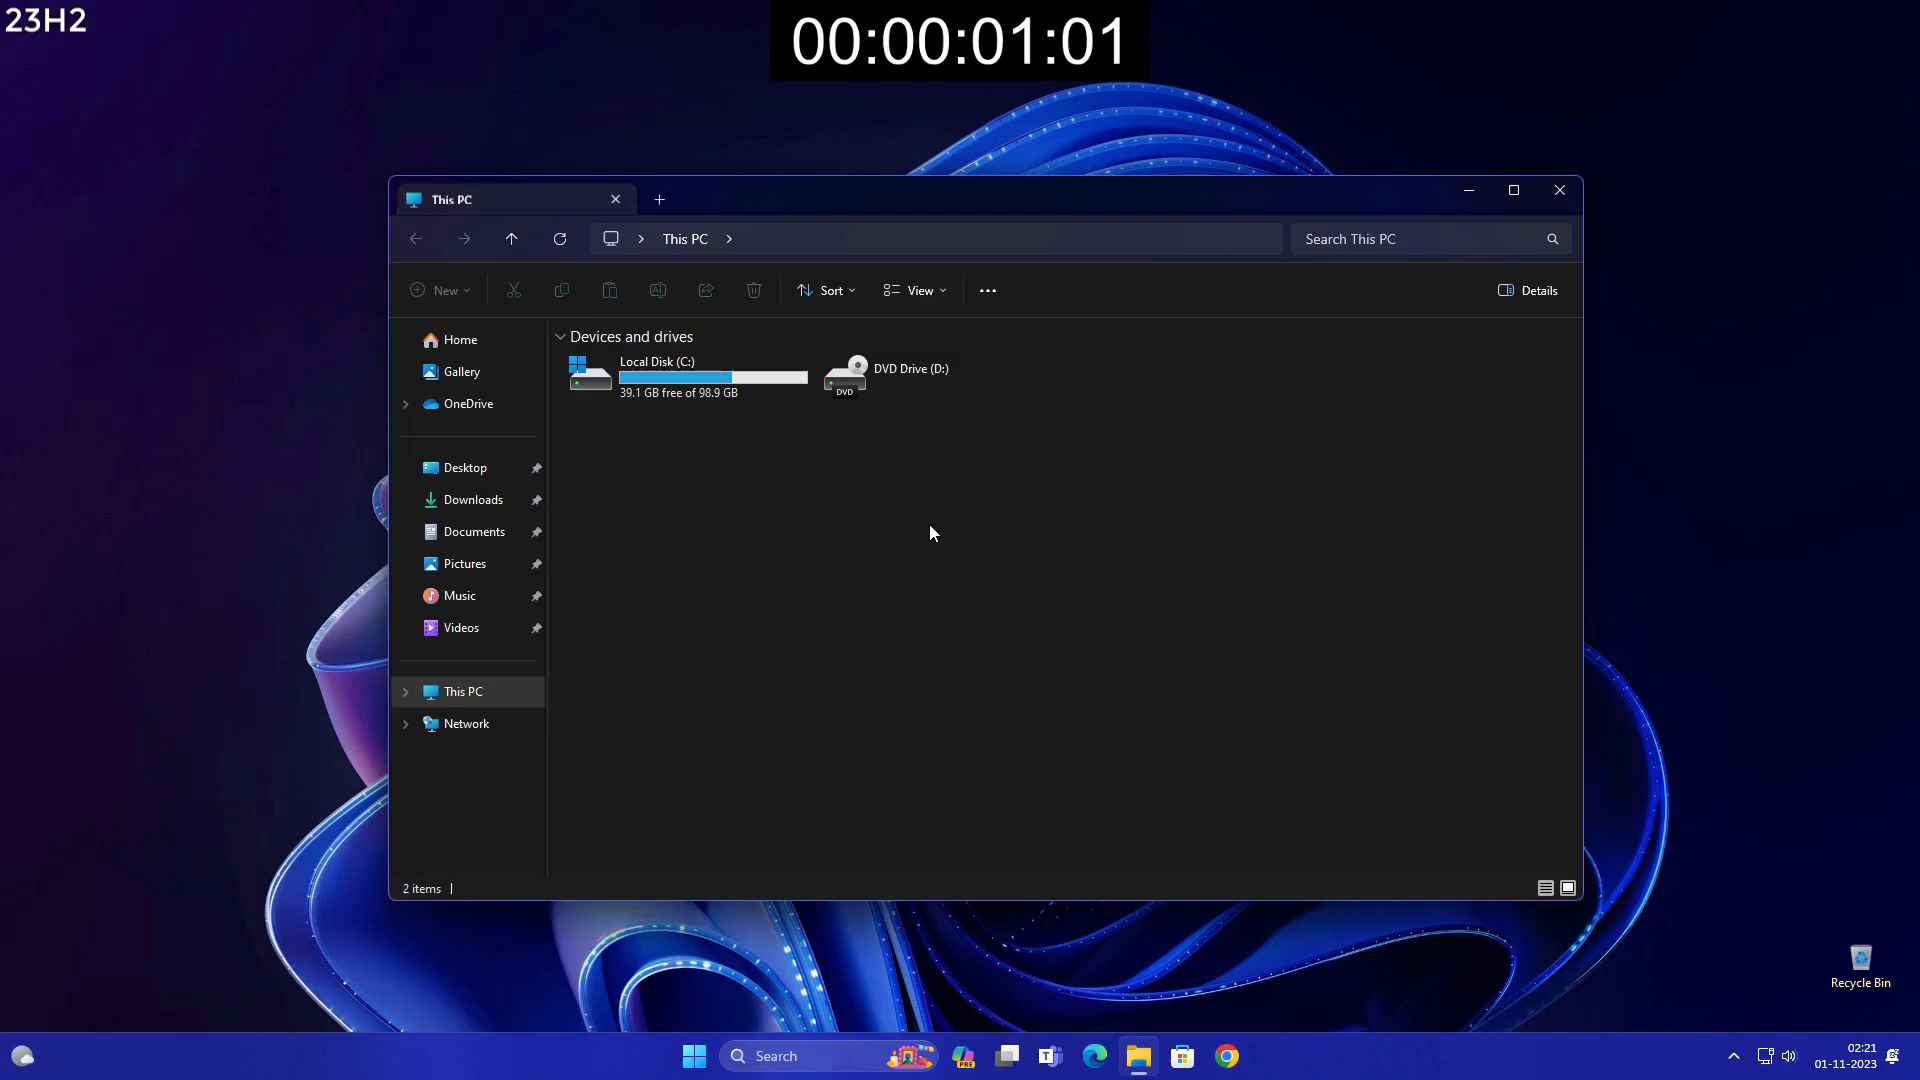 23H2
00:00:01:01
This PC
This PC
Search This PC
New
Sort
View
Details
Home
Gallery
OneDrive
Desktop
Downloads
Documents
Pictures
Music
Videos
This PC
Network
Devices and drives
Local Disk (C:)
39.1 GB free of 98.9 GB
DVD
DVD Drive (D:)
2 items
Recycle Bin
Search
PRE
02:21
01-11-2023